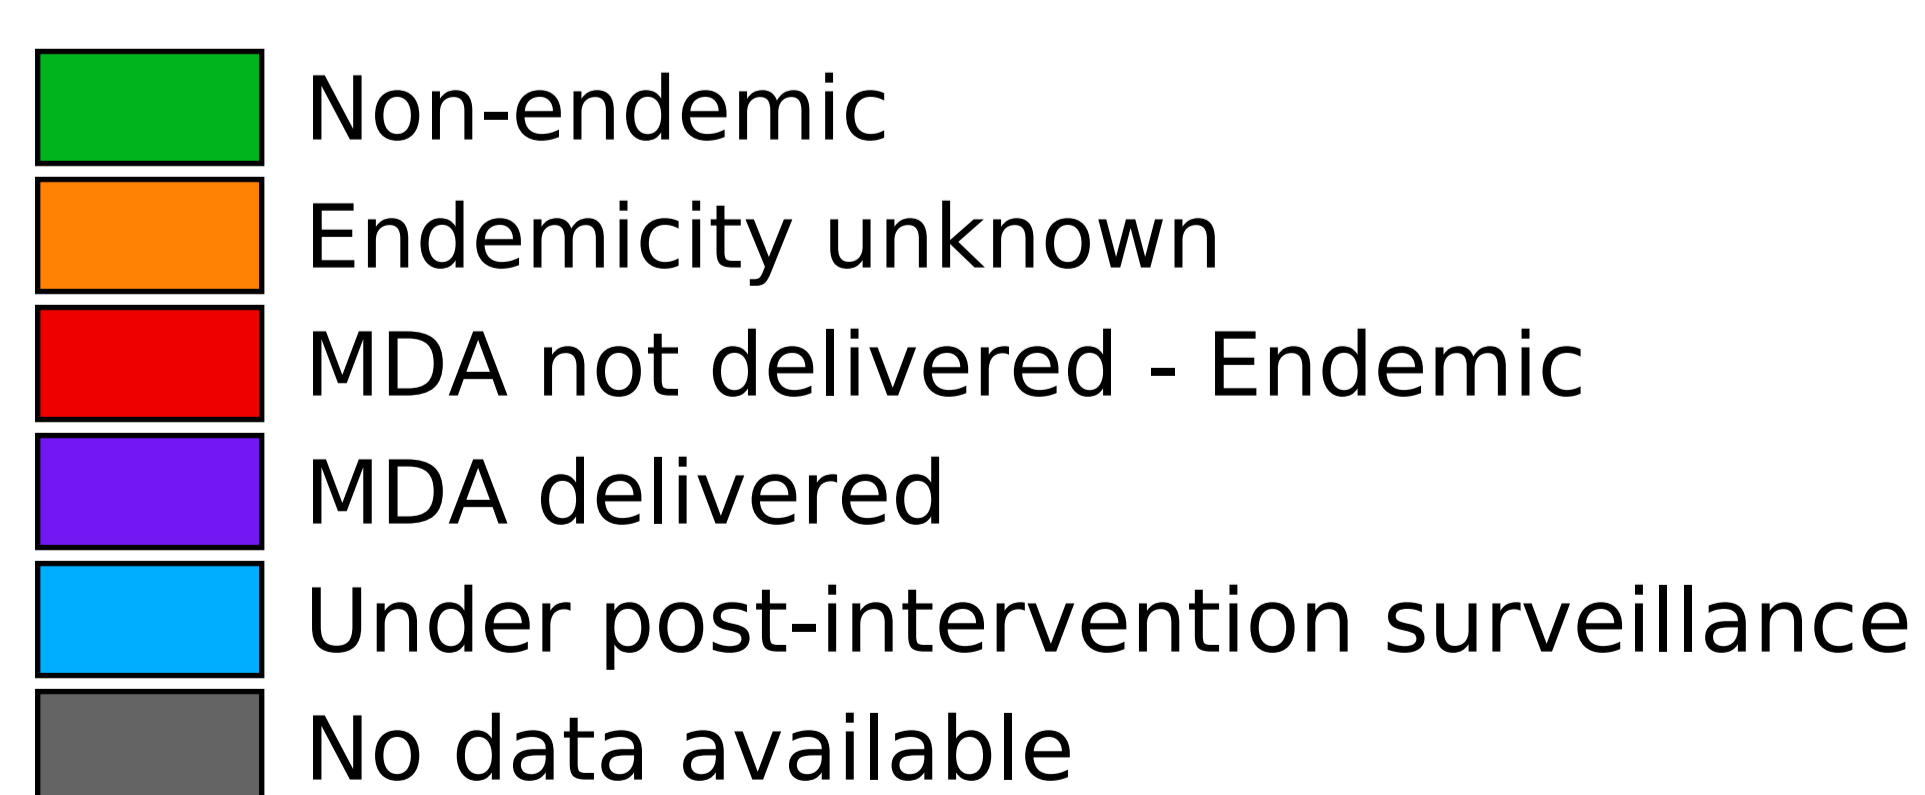 Non-endemic
Endemicity unknown
MDA not delivered - Endemic
MDA delivered
Under post-intervention surveillance
No data available